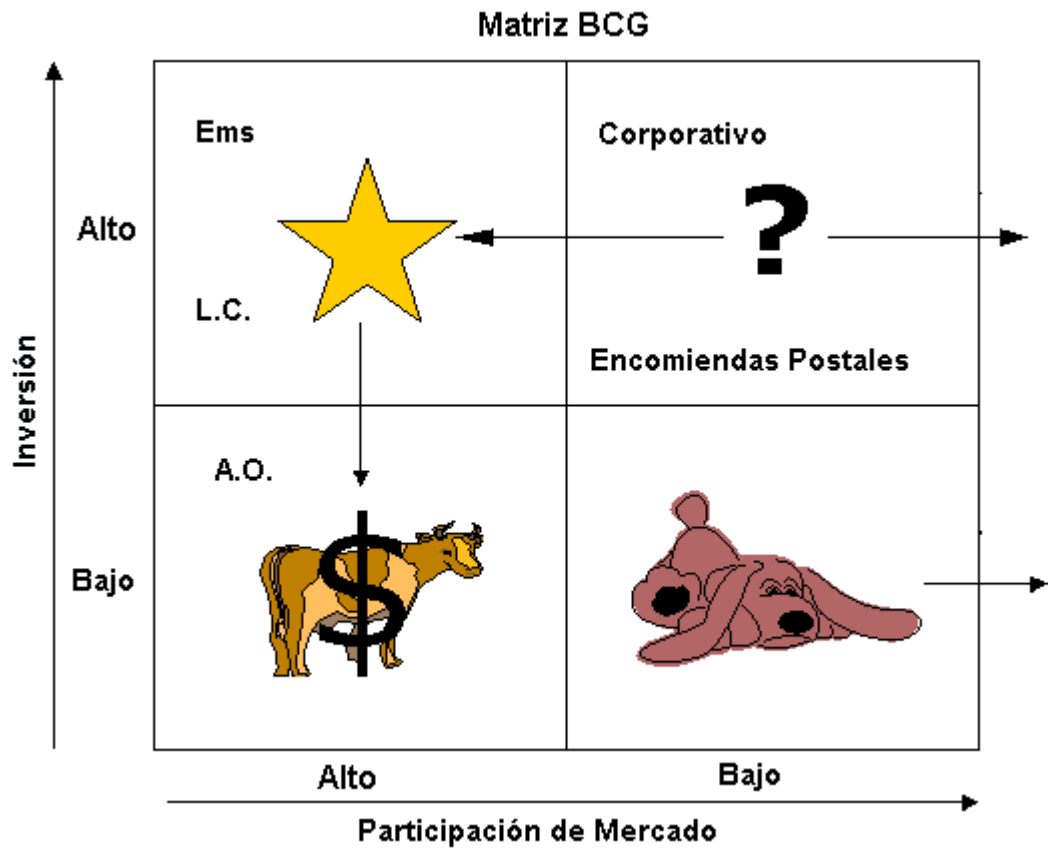 Matriz BCG
Ems
Corporativo
Alto
?
L.C.
Encomiendas Postales
Inversión
A.O.
Bajo
$
Alto
Bajo
Participación de Mercado